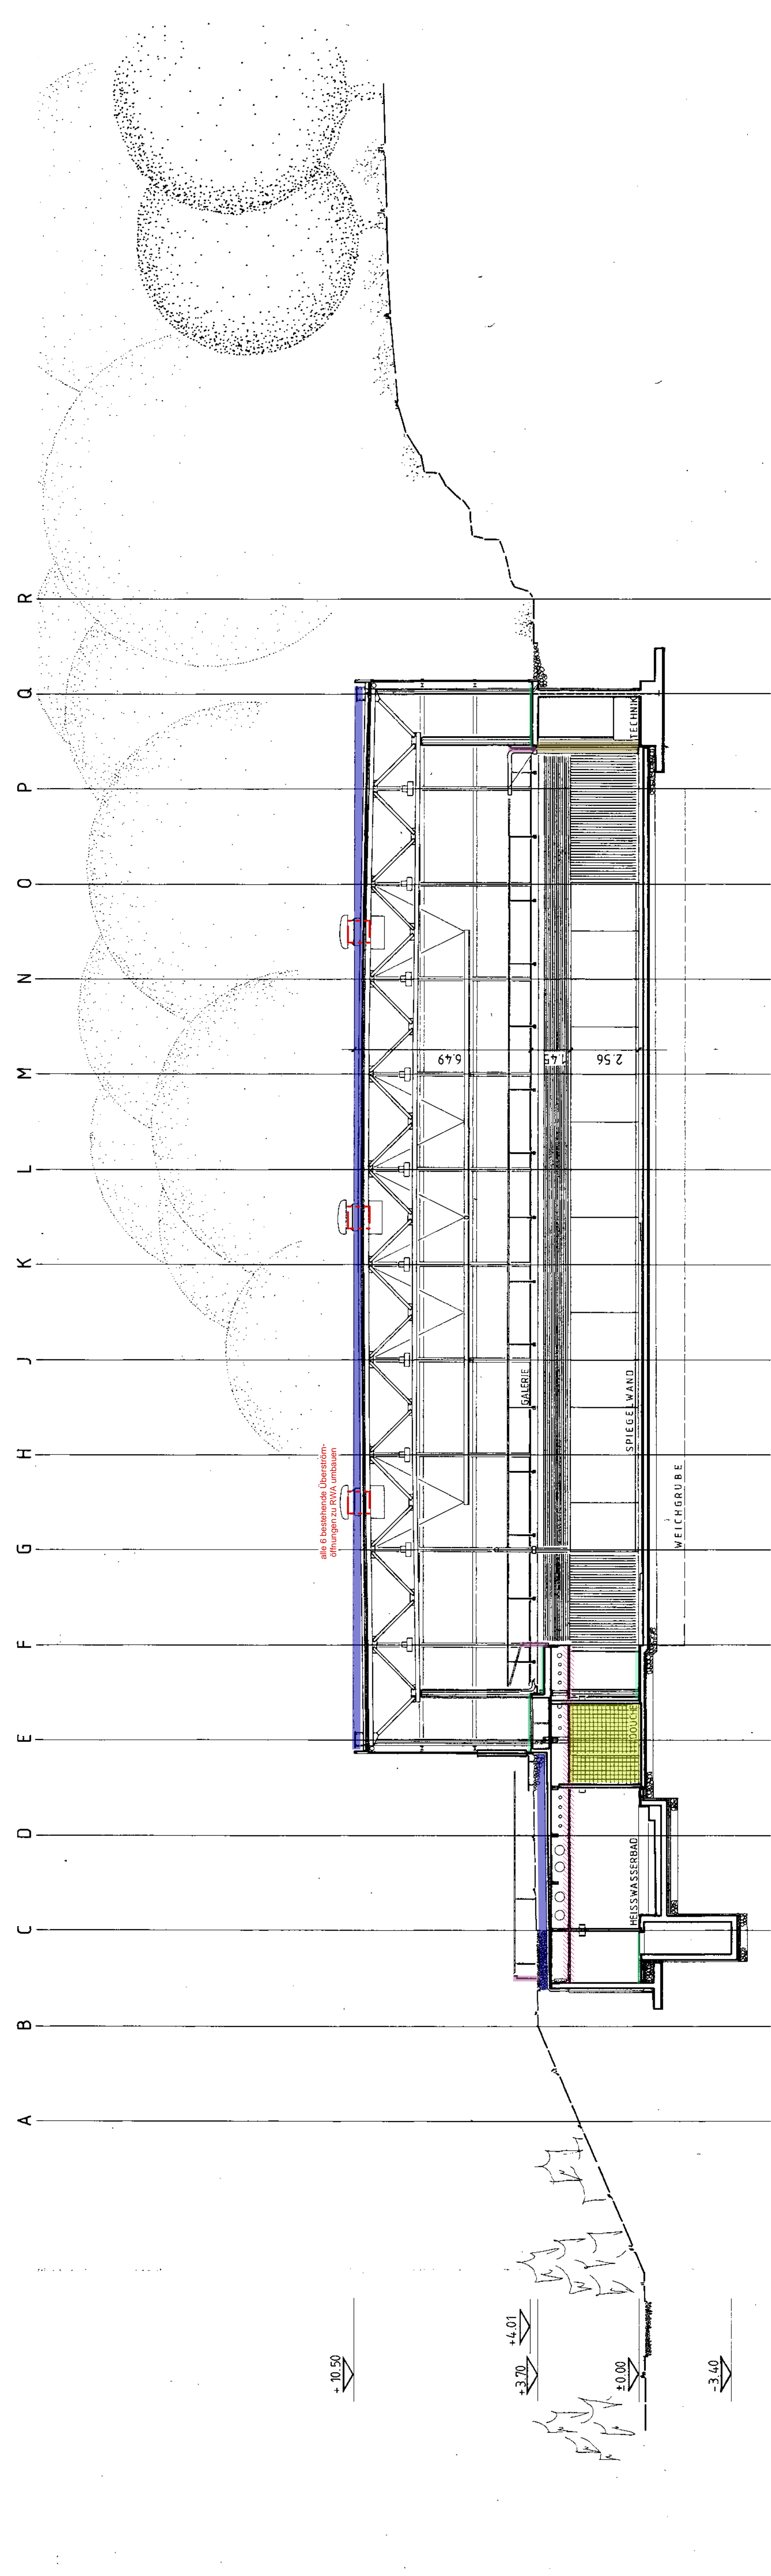 A
B
C
D
E
F
G
H
J
K
L
M
N
O
P
Q
R
alle 6 bestehende Überström-
öffnungen zu RWA umbauen
6.49
1.45
2.56
GALERIE
SPIEGELWAND
WEICHGRUBE
TECHNIK
DOUCHE
HEISSWASSERBAD
+10.50
+4.01
+3.70
±0.00
-3.40